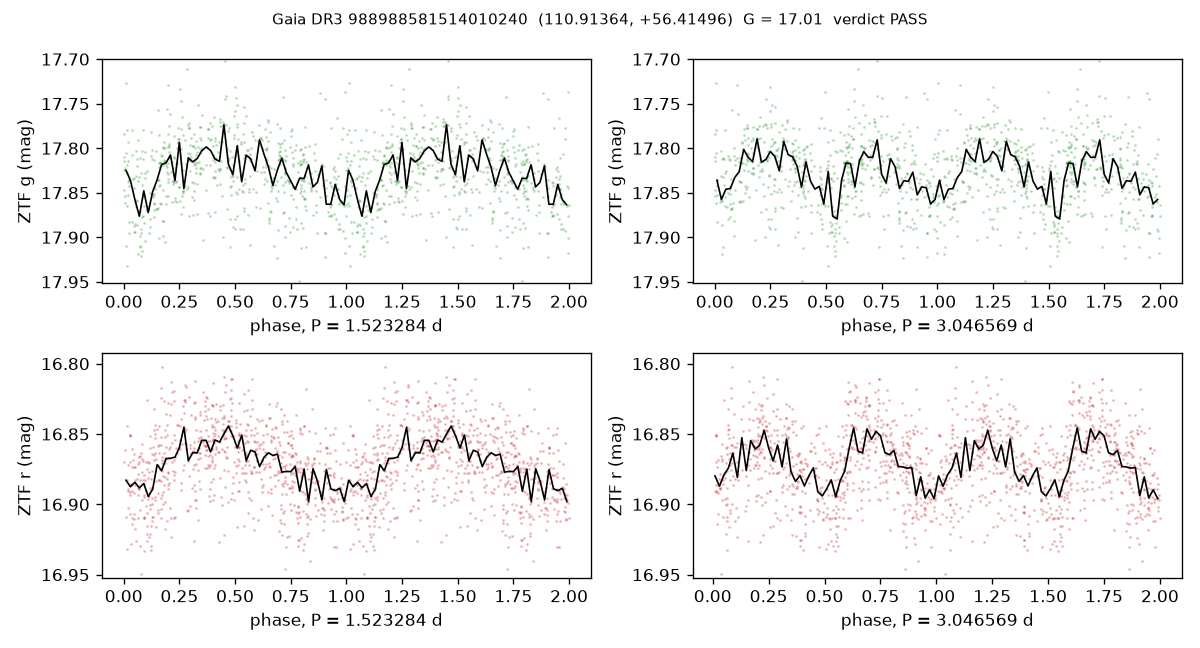 Gaia DR3 988988581514010240 (110.91364, +56.41496) G = 17.01 verdict PASS
17.70
17.75
17.80
17.85
17.90
17.95
ZTF g (mag)
0.00 0.25 0.50 0.75 1.00 1.25 1.50 1.75 2.00
phase, P = 1.523284 d
17.70
17.75
17.80
17.85
17.90
17.95
ZTF g (mag)
0.00 0.25 0.50 0.75 1.00 1.25 1.50 1.75 2.00
phase, P = 3.046569 d
16.80
16.85
16.90
16.95
ZTF r (mag)
0.00 0.25 0.50 0.75 1.00 1.25 1.50 1.75 2.00
phase, P = 1.523284 d
16.80
16.85
16.90
16.95
ZTF r (mag)
0.00 0.25 0.50 0.75 1.00 1.25 1.50 1.75 2.00
phase, P = 3.046569 d